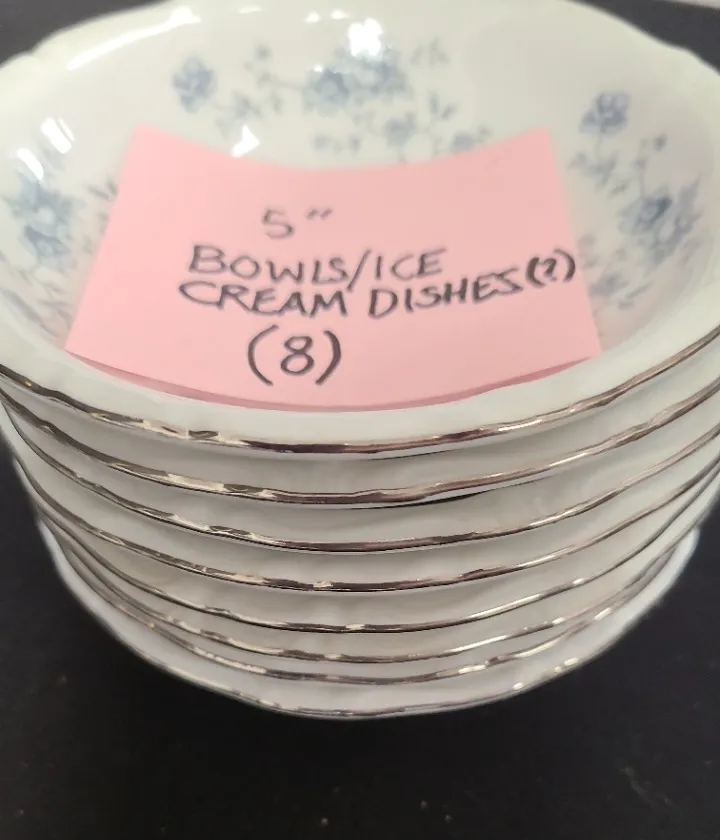 5"
BOWLS/ICE
CREAM DISHES(?)
(8)